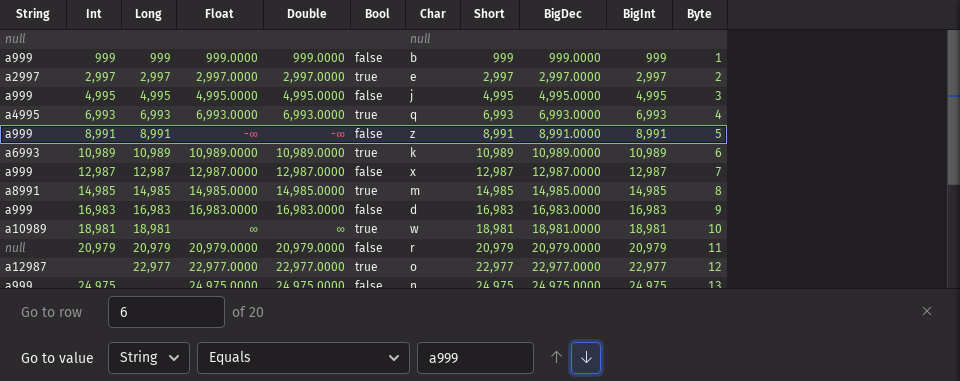 String Int Long Float Double Bool Char Short BigDec BigInt Byte
null null
a999 999 999 999.0000 999.0000 false b 999 999.0000 999 1
a2997 2,997 2,997 2,997.0000 2,997.0000 true e 2,997 2,997.0000 2,997 2
a999 4,995 4,995 4,995.0000 4,995.0000 false j 4,995 4,995.0000 4,995 3
a4995 6,993 6,993 6,993.0000 6,993.0000 true q 6,993 6,993.0000 6,993 4
a999 8,991 8,991 -∞ -∞ false z 8,991 8,991.0000 8,991 5
a6993 10,989 10,989 10,989.0000 10,989.0000 true k 10,989 10,989.0000 10,989 6
a999 12,987 12,987 12,987.0000 12,987.0000 false x 12,987 12,987.0000 12,987 7
a8991 14,985 14,985 14,985.0000 14,985.0000 true m 14,985 14,985.0000 14,985 8
a999 16,983 16,983 16,983.0000 16,983.0000 false d 16,983 16,983.0000 16,983 9
a10989 18,981 18,981 ∞ ∞ true w 18,981 18,981.0000 18,981 10
null 20,979 20,979 20,979.0000 20,979.0000 false r 20,979 20,979.0000 20,979 11
a12987 22,977 22,977.0000 22,977.0000 true o 22,977 22,977.0000 22,977 12
a999 24,975 24,975.0000 24,975.0000 false n 24,975 24,975.0000 24,975 13
Go to row 6 of 20
Go to value String Equals a999